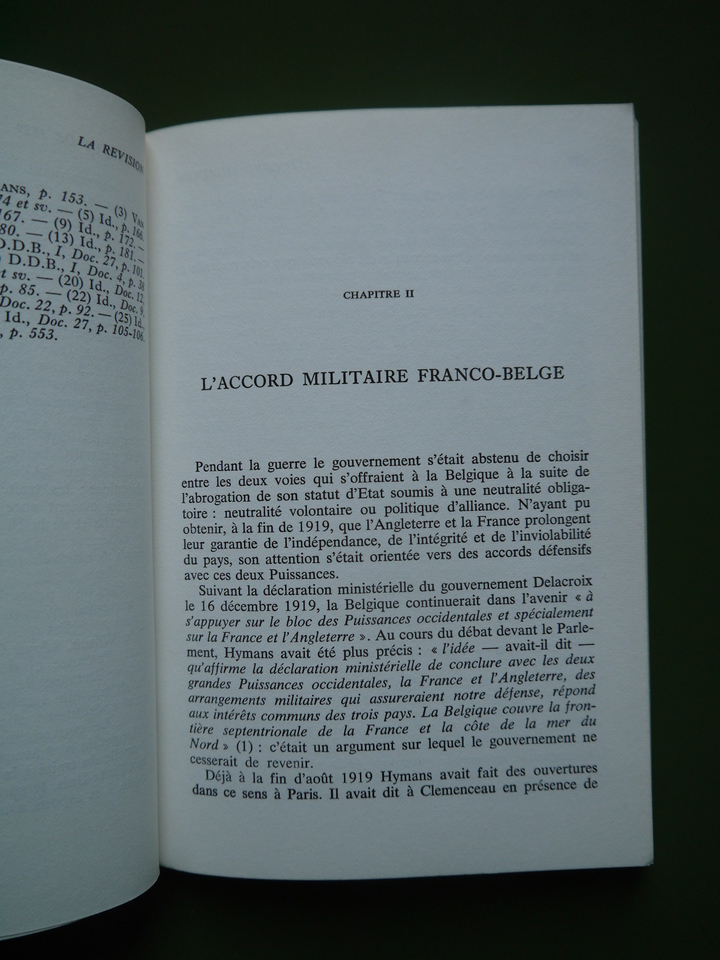 LA REVISION
ANS, p. 153. — (3) VAN
74 et sv. — (5) Id., p. 166.
167. — (9) Id., p. 172. —
80. — (13) Id., p. 181. —
D.D.B., I, Doc. 27, p. 101.
) D.D.B., I, Doc. 4, p. 38
et sv. — (20) Id., Doc. 12,
p. 85. — (22) Id., Doc. 9,
Doc. 22, p. 92. — (25) Id.,
Id., Doc. 27, p. 105-106.
, p. 553.
CHAPITRE II
L'ACCORD MILITAIRE FRANCO-BELGE
Pendant la guerre le gouvernement s'était abstenu de choisir
entre les deux voies qui s'offraient à la Belgique à la suite de
l'abrogation de son statut d'Etat soumis à une neutralité obliga-
toire : neutralité volontaire ou politique d'alliance. N'ayant pu
obtenir, à la fin de 1919, que l'Angleterre et la France prolongent
leur garantie de l'indépendance, de l'intégrité et de l'inviolabilité
du pays, son attention s'était orientée vers des accords défensifs
avec ces deux Puissances.
Suivant la déclaration ministérielle du gouvernement Delacroix
le 16 décembre 1919, la Belgique continuerait dans l'avenir « à
s'appuyer sur le bloc des Puissances occidentales et spécialement
sur la France et l'Angleterre ». Au cours du débat devant le Parle-
ment, Hymans avait été plus précis : « l'idée — avait-il dit —
qu'affirme la déclaration ministérielle de conclure avec les deux
grandes Puissances occidentales, la France et l'Angleterre, des
arrangements militaires qui assureraient notre défense, répond
aux intérêts communs des trois pays. La Belgique couvre la fron-
tière septentrionale de la France et la côte de la mer du
Nord » (1) : c'était un argument sur lequel le gouvernement ne
cesserait de revenir.
Déjà à la fin d'août 1919 Hymans avait fait des ouvertures
dans ce sens à Paris. Il avait dit à Clemenceau en présence de